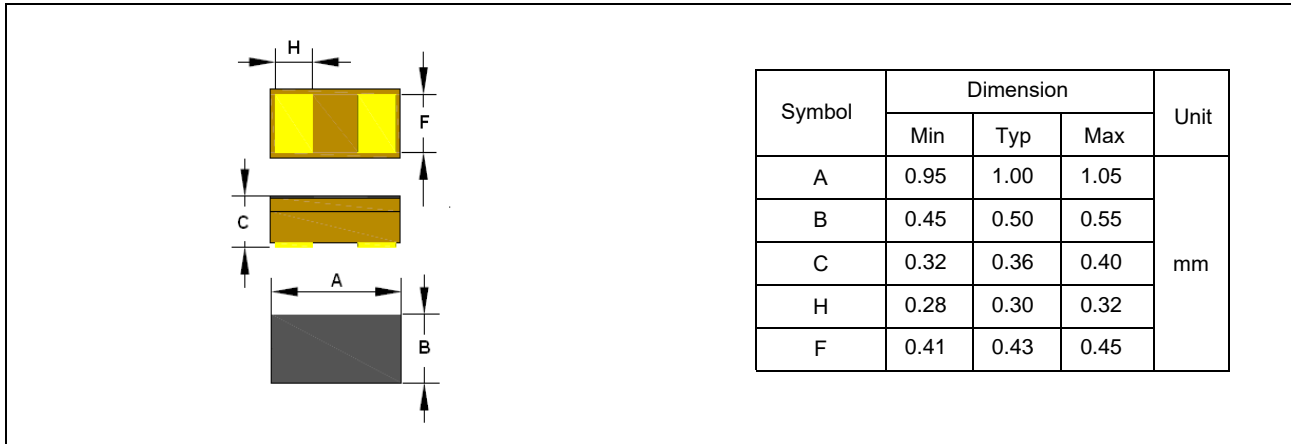 H
F
C
A
B
Symbol Dimension Unit
Min Typ Max
A 0.95 1.00 1.05
B 0.45 0.50 0.55
C 0.32 0.36 0.40 mm
H 0.28 0.30 0.32
F 0.41 0.43 0.45